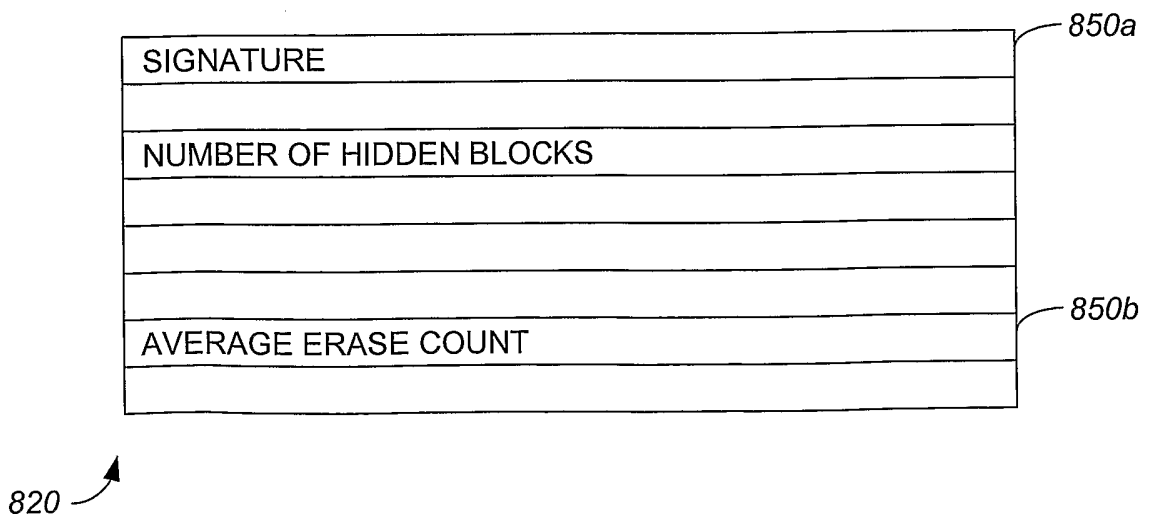 850a
SIGNATURE
NUMBER OF HIDDEN BLOCKS
850b
AVERAGE ERASE COUNT
820